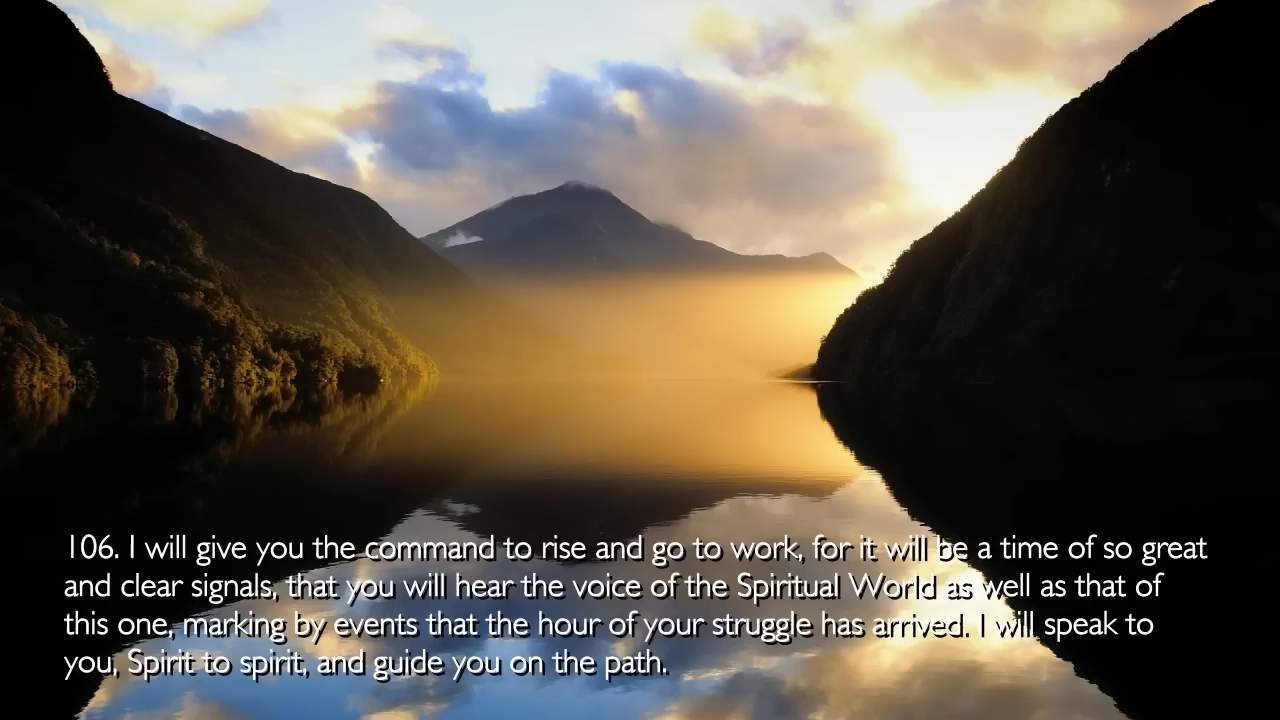 106. I will give you the command to rise and go to work, for it will be a time of so great
and clear signals, that you will hear the voice of the Spiritual World as well as that of
this one, marking by events that the hour of your struggle has arrived. I will speak to
you, Spirit to spirit, and guide you on the path.